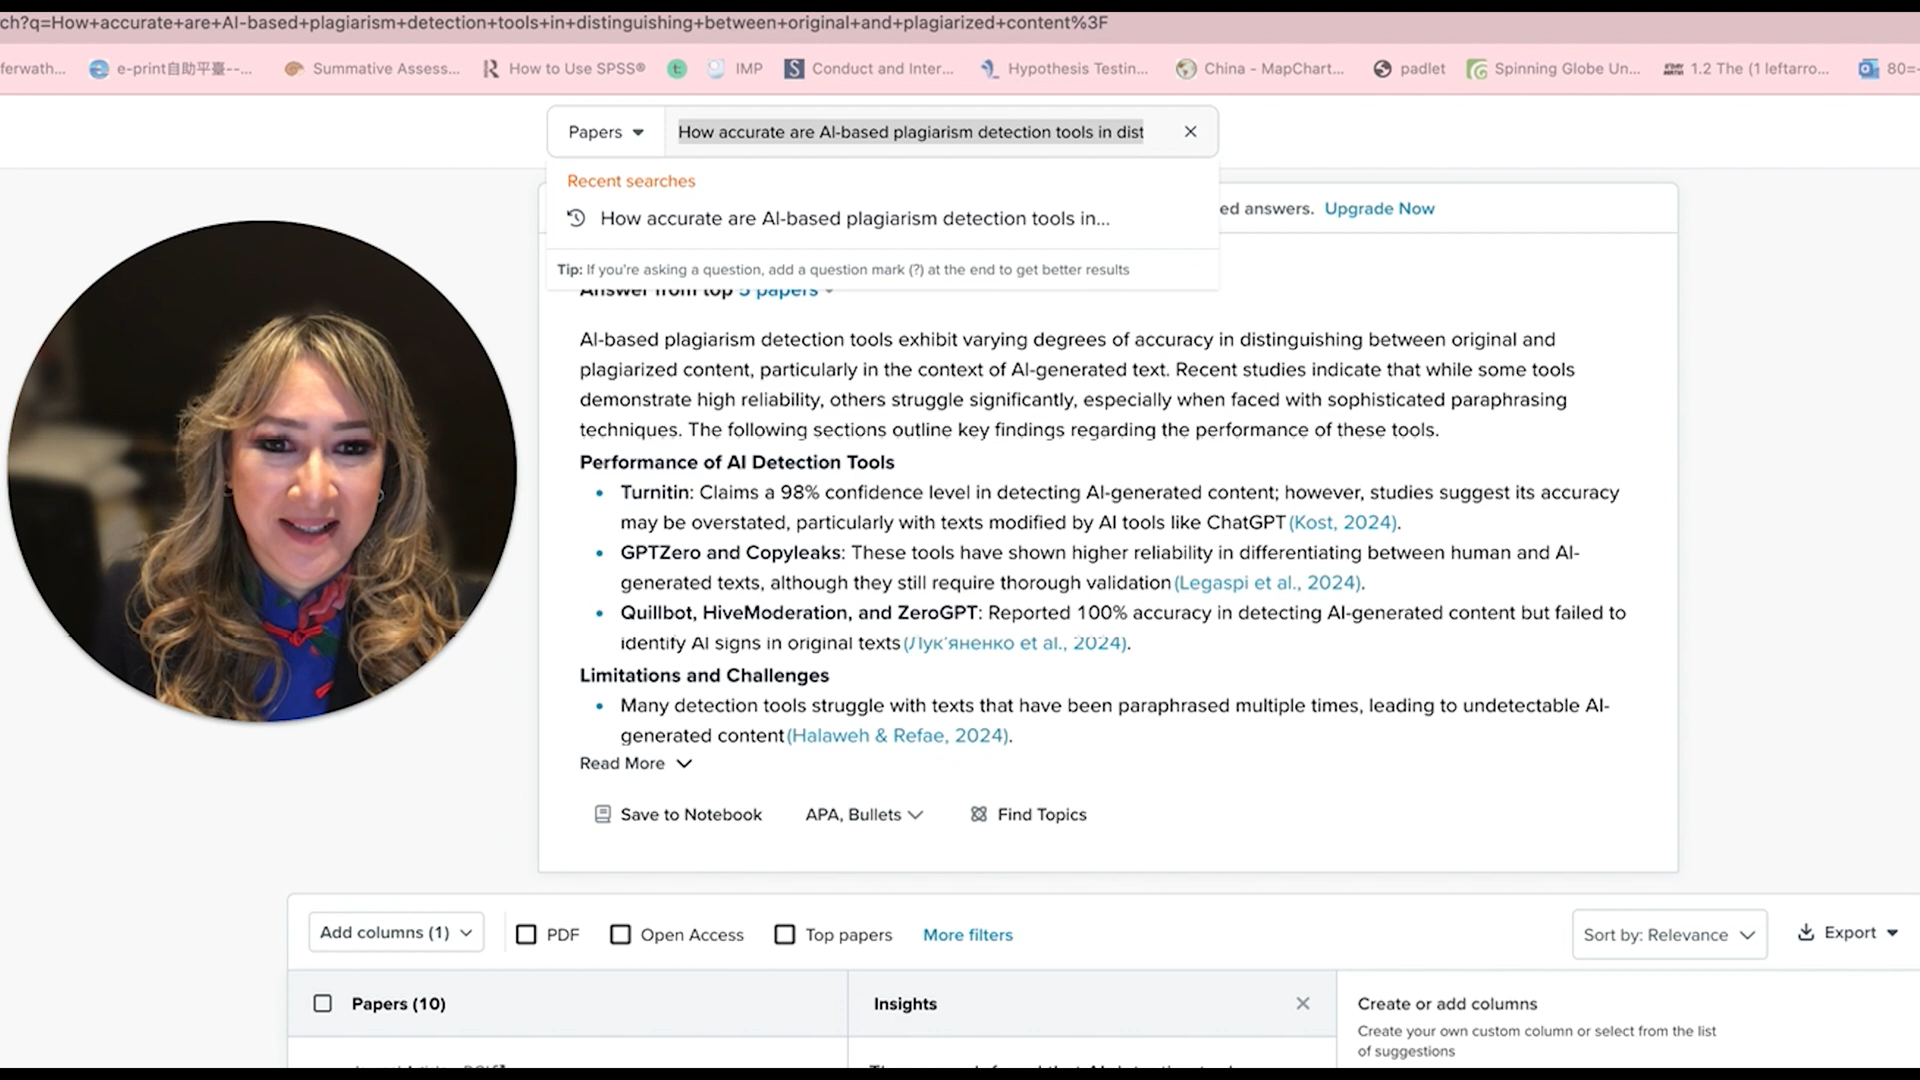 ch?q=How+accurate+are+AI-based+plagiarism+detection+tools+in+distinguishing+between+original+and+plagiarized+content%3F
ferwath... e-print自助平臺--... Summative Assess... How to Use SPSS® IMP Conduct and Inter... Hypothesis Testin... China - MapChart... padlet Spinning Globe Un... 1.2 The (1 leftarro... 80=-
Papers How accurate are AI-based plagiarism detection tools in dist
Recent searches
How accurate are AI-based plagiarism detection tools in...
ed answers. Upgrade Now
Tip: If you're asking a question, add a question mark (?) at the end to get better results
Answer from top 5 papers
AI-based plagiarism detection tools exhibit varying degrees of accuracy in distinguishing between original and
plagiarized content, particularly in the context of AI-generated text. Recent studies indicate that while some tools
demonstrate high reliability, others struggle significantly, especially when faced with sophisticated paraphrasing
techniques. The following sections outline key findings regarding the performance of these tools.
Performance of AI Detection Tools
• Turnitin: Claims a 98% confidence level in detecting AI-generated content; however, studies suggest its accuracy
may be overstated, particularly with texts modified by AI tools like ChatGPT (Kost, 2024).
• GPTZero and Copyleaks: These tools have shown higher reliability in differentiating between human and AI-
generated texts, although they still require thorough validation (Legaspi et al., 2024).
• Quillbot, HiveModeration, and ZeroGPT: Reported 100% accuracy in detecting AI-generated content but failed to
identify AI signs in original texts (Лук'яненко et al., 2024).
Limitations and Challenges
• Many detection tools struggle with texts that have been paraphrased multiple times, leading to undetectable AI-
generated content (Halaweh & Refae, 2024).
Read More
Save to Notebook APA, Bullets Find Topics
Add columns (1) PDF Open Access Top papers More filters Sort by: Relevance Export
Papers (10) Insights Create or add columns
Create your own custom column or select from the list
of suggestions